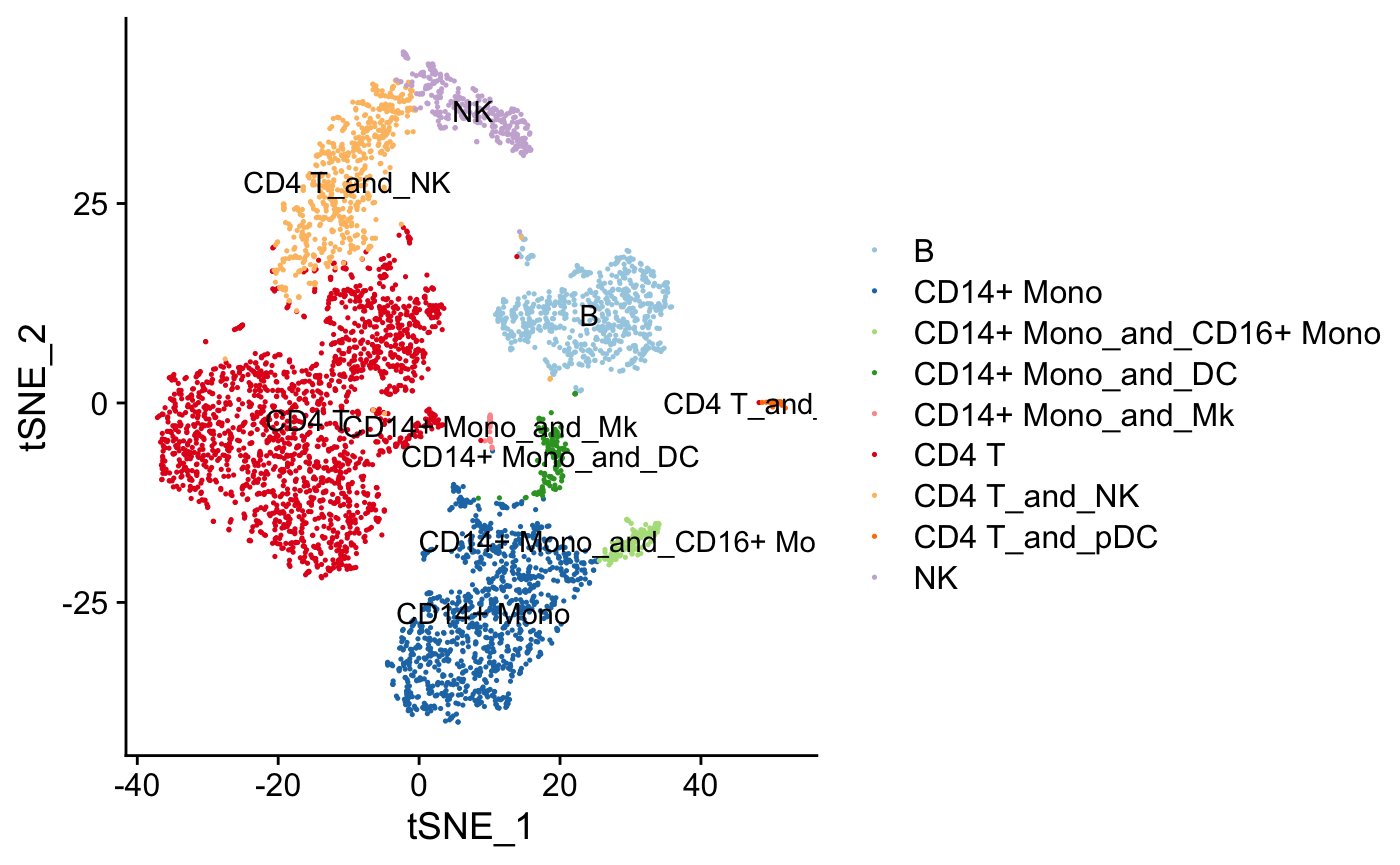 NK
CD4 T_and_NK
25
B
B
CD14+ Mono
CD14+ Mono_and_CD16+ Mono
CD14+ Mono_and_DC
CD14+ Mono_and_Mk
CD4 T
CD4 T_and_NK
CD4 T_and_pDC
NK
tSNE_2
0
CD4 T_and_
CD4 T
CD14+ Mono_and_Mk
CD14+ Mono_and_DC
CD14+ Mono_and_CD16+ Mo
-25
CD14+ Mono
-40 -20 0 20 40
tSNE_1